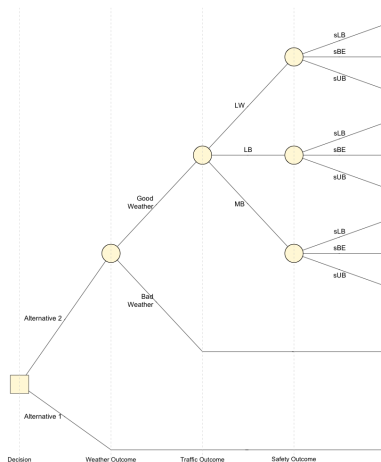 sLB
sBE
sUB
LW
sLB
LB
sBE
sUB
Good
Weather
MB
sLB
sBE
sUB
Bad
Weather
Alternative 2
Alternative 1
Decision
Weather Outcome
Traffic Outcome
Safety Outcome